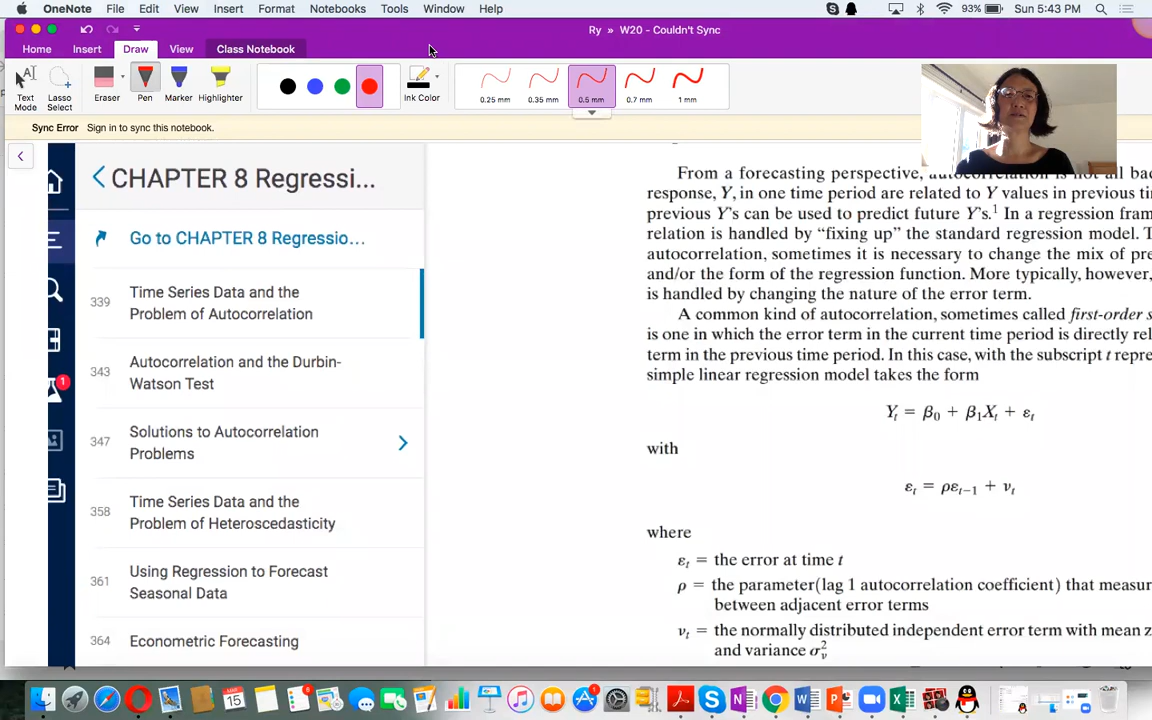 OneNote File Edit View Insert Format Notebooks Tools Window Help 93% Sun 5:43 PM
Ry » W20 - Couldn't Sync
Home Insert Draw View Class Notebook
Text Mode
Lasso Select
Eraser
Pen
Marker
Highlighter
Ink Color
0.25 mm 0.35 mm 0.5 mm 0.7 mm 1 mm
Sync Error Sign in to sync this notebook.
CHAPTER 8 Regressi...
Go to CHAPTER 8 Regressio...
339 Time Series Data and the
Problem of Autocorrelation
343 Autocorrelation and the Durbin-
Watson Test
347 Solutions to Autocorrelation
Problems
358 Time Series Data and the
Problem of Heteroscedasticity
361 Using Regression to Forecast
Seasonal Data
364 Econometric Forecasting
1
From a forecasting perspective, autocorrelation is not all bad
response, Y, in one time period are related to Y values in previous
previous Y's can be used to predict future Y's.¹ In a regression
relation is handled by “fixing up” the standard regression model.
autocorrelation, sometimes it is necessary to change the mix of
and/or the form of the regression function. More typically, however,
is handled by changing the nature of the error term.
A common kind of autocorrelation, sometimes called first-order
is one in which the error term in the current time period is directly
term in the previous time period. In this case, with the subscript t
simple linear regression model takes the form
Yₜ = β₀ + β₁Xₜ + εₜ
with
εₜ = ρεₜ₋₁ + νₜ
where
εₜ = the error at time t
ρ = the parameter(lag 1 autocorrelation coefficient) that
between adjacent error terms
νₜ = the normally distributed independent error term with mean
and variance σ²ᵥ